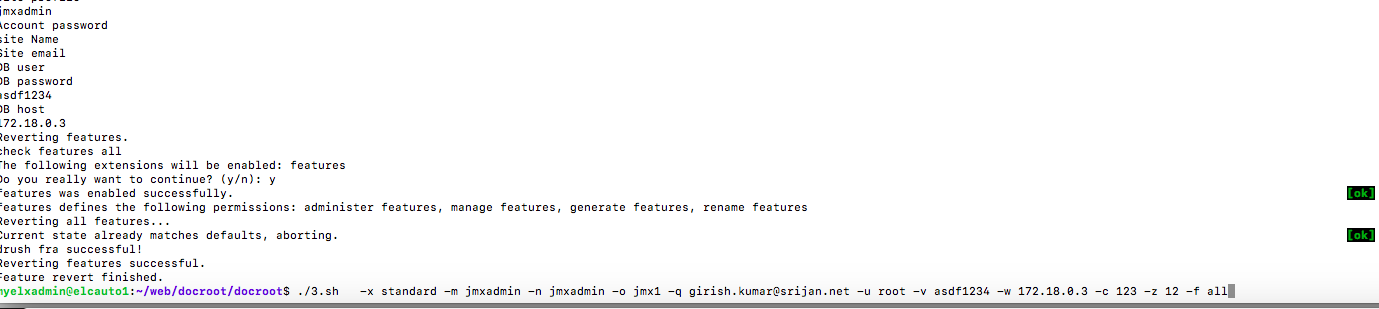 jmxadmin
Account password
site Name
Site email
DB user
DB password
asdf1234
DB host
172.18.0.3
Reverting features.
check features all
The following extensions will be enabled: features
Do you really want to continue? (y/n): y
features was enabled successfully. [ok]
features defines the following permissions: administer features, manage features, generate features, rename features
Reverting all features...
Current state already matches defaults, aborting. [ok]
drush fra successful!
Reverting features successful.
Feature revert finished.
myelxadmin@elcauto1:~/web/docroot/docroot$ ./3.sh -x standard -m jmxadmin -n jmxadmin -o jmx1 -q girish.kumar@srijan.net -u root -v asdf1234 -w 172.18.0.3 -c 123 -z 12 -f all